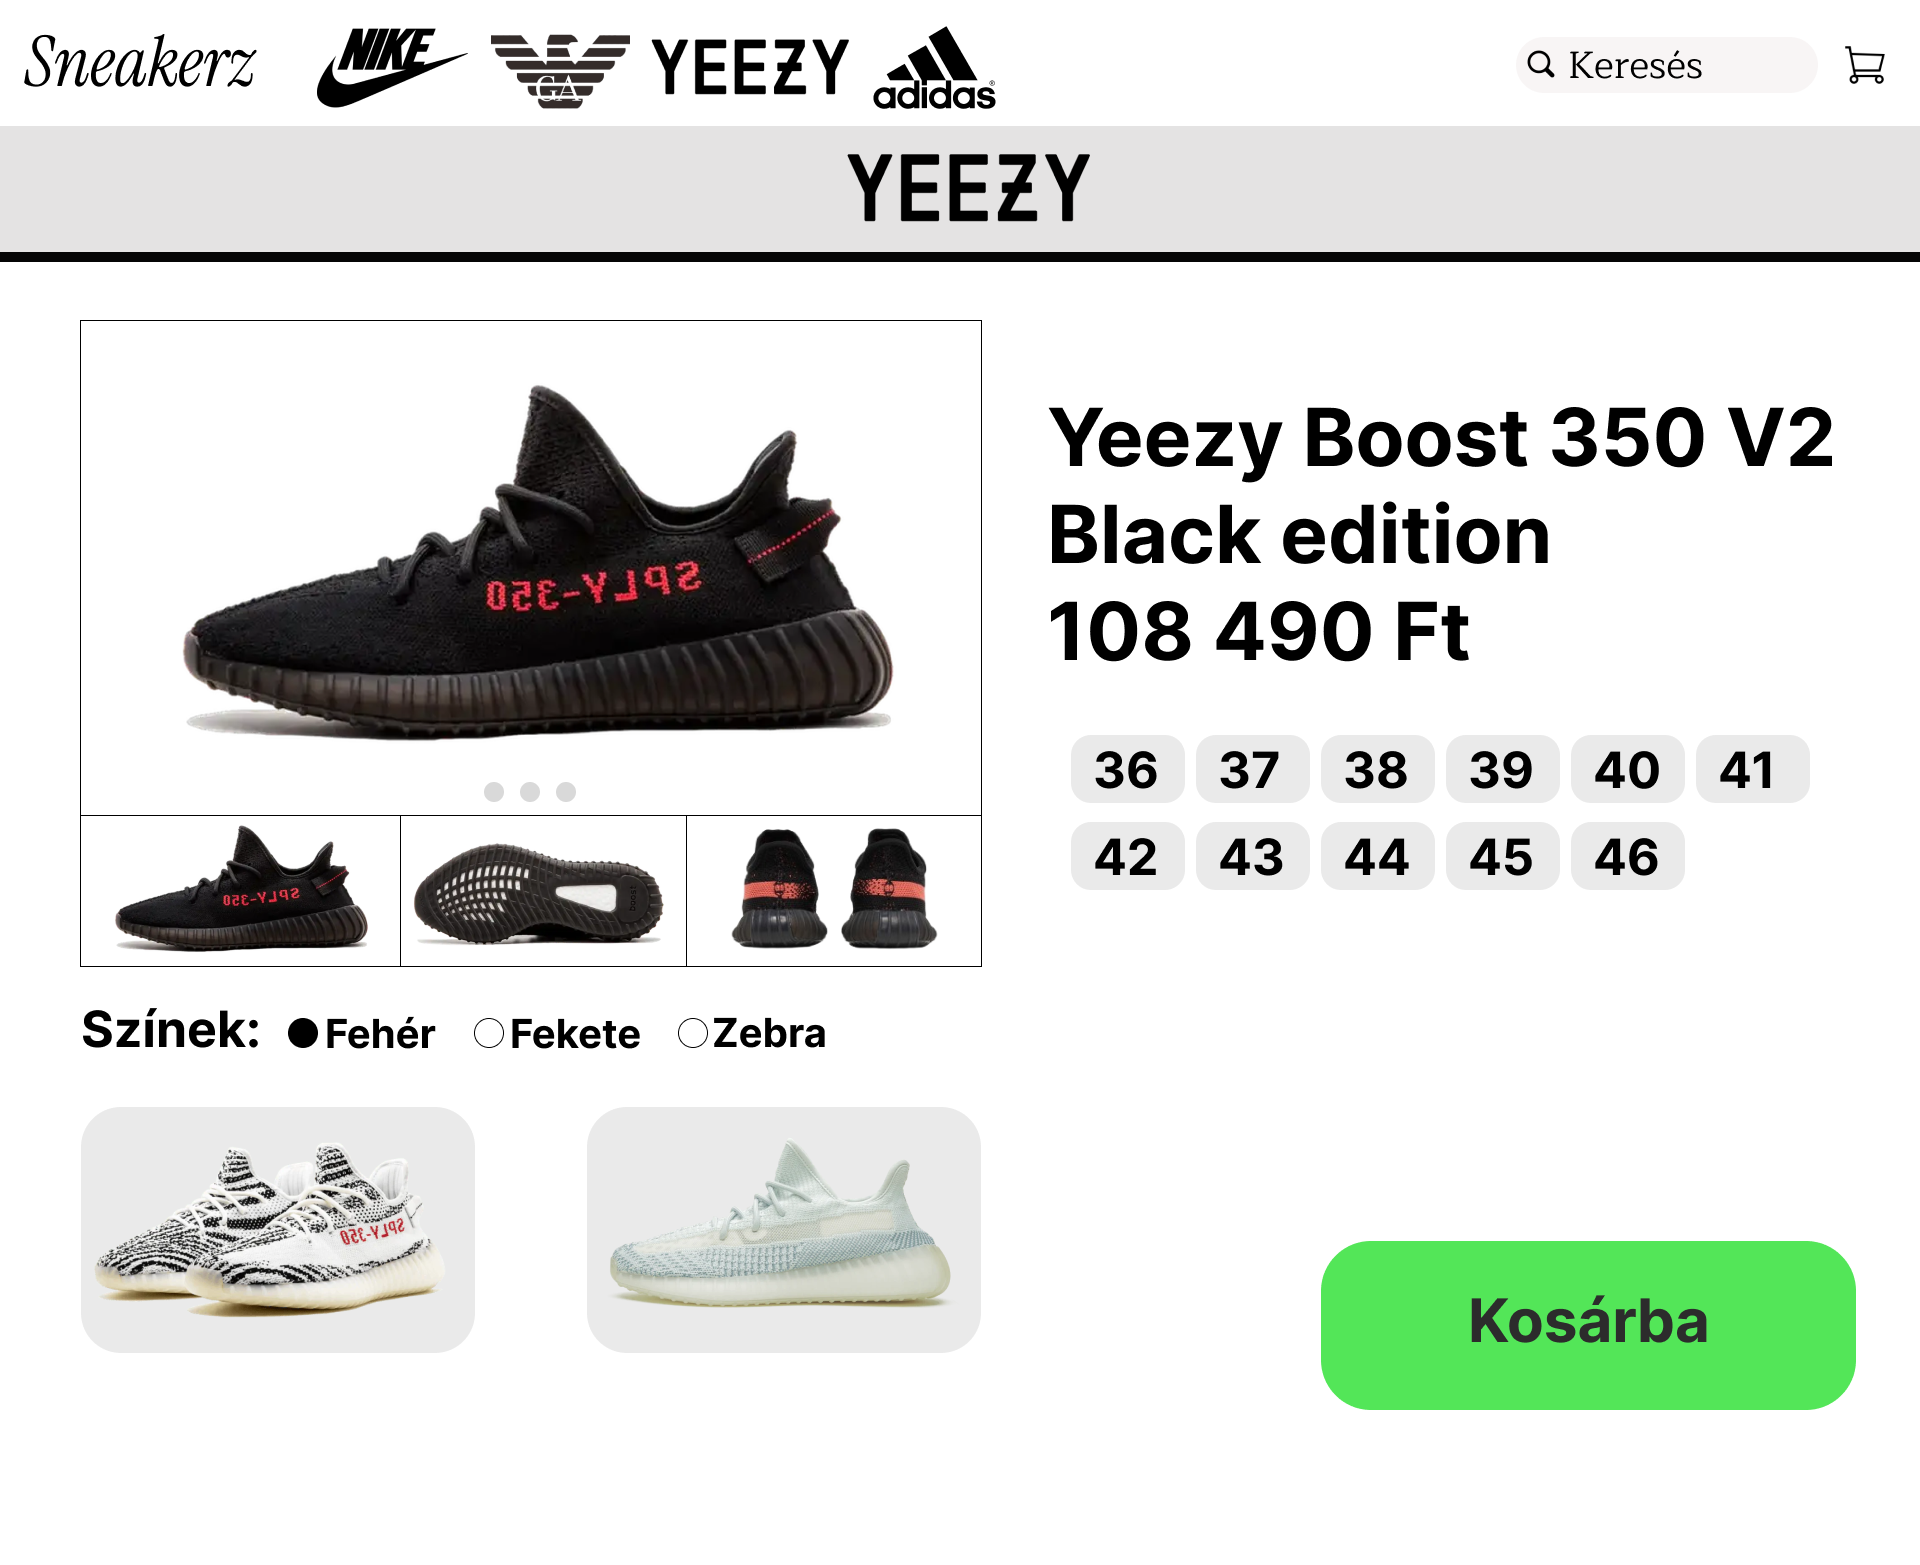 Sneakerz
NIKE
GA
YEEZY
adidas®
Keresés
YEEZY
Yeezy Boost 350 V2
Black edition
108 490 Ft
SPLY-350
36 37 38 39 40 41
42 43 44 45 46
SPLY-350
boost
Színek: Fehér Fekete Zebra
SPLY-350
Kosárba